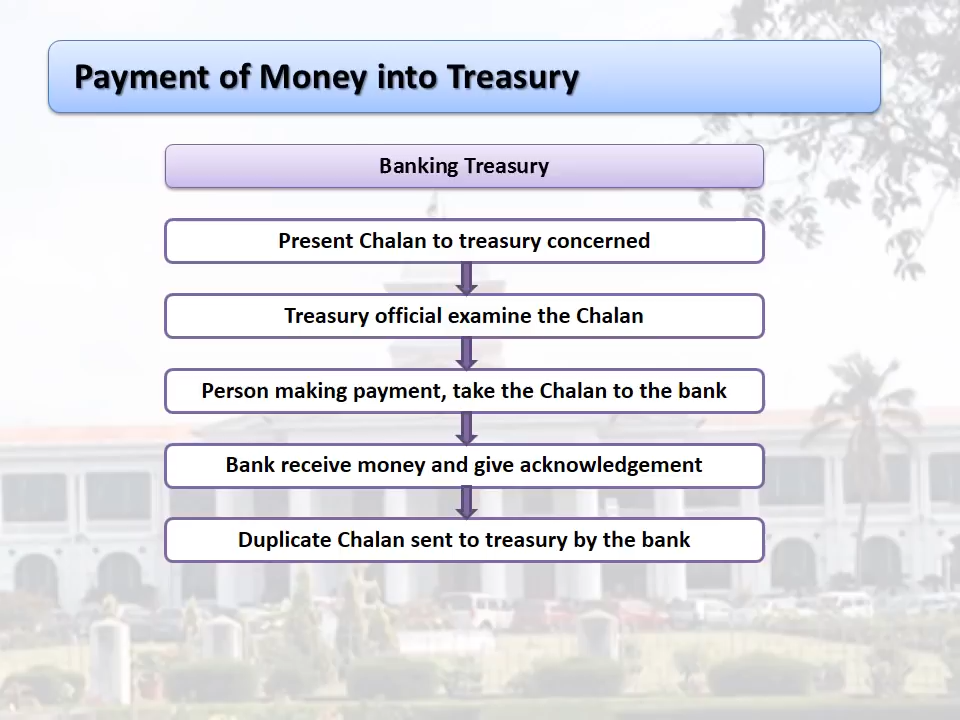 Payment of Money into Treasury
Banking Treasury
Present Chalan to treasury concerned
Treasury official examine the Chalan
Person making payment, take the Chalan to the bank
Bank receive money and give acknowledgement
Duplicate Chalan sent to treasury by the bank